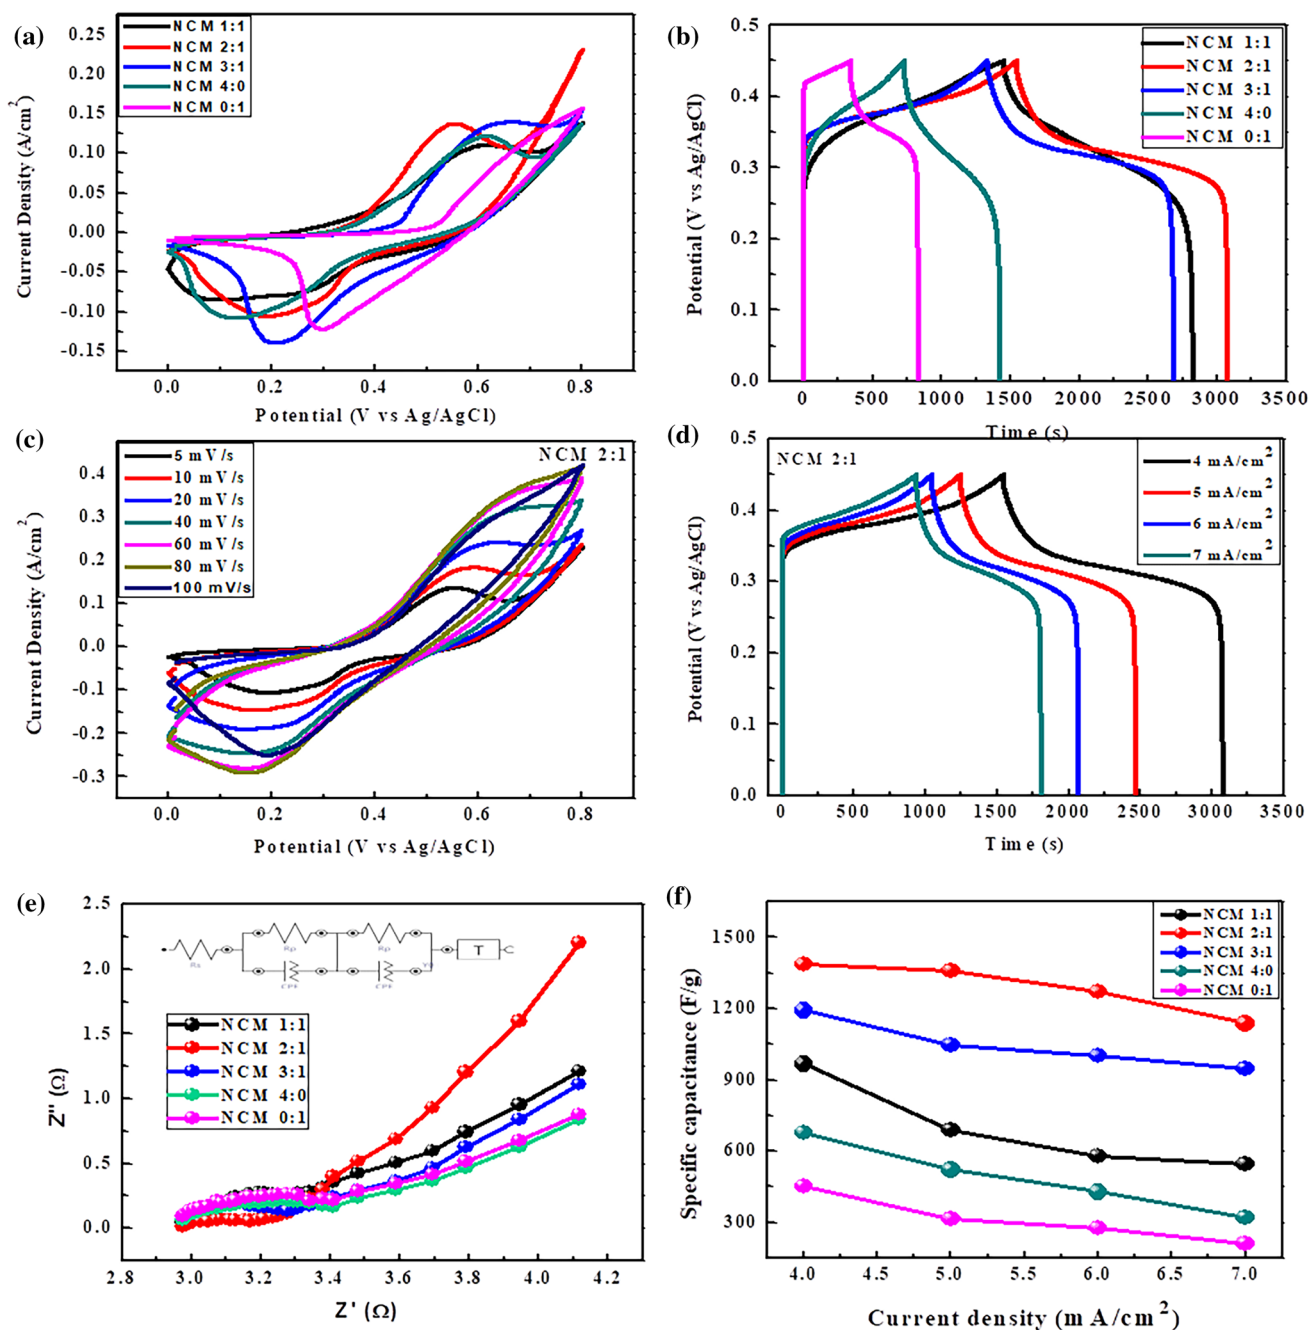 (a)
NCM 1:1
NCM 2:1
NCM 3:1
NCM 4:0
NCM 0:1
0.25
0.20
0.15
0.10
0.05
0.00
-0.05
-0.10
-0.15
Current Density (A/cm²)
0.0 0.2 0.4 0.6 0.8
Potential (V vs Ag/AgCl)
(b)
NCM 1:1
NCM 2:1
NCM 3:1
NCM 4:0
NCM 0:1
0.5
0.4
0.3
0.2
0.1
0.0
Potential (V vs Ag/AgCl)
0 500 1000 1500 2000 2500 3000 3500
Time (s)
(c)
5 mV/s
10 mV/s
20 mV/s
40 mV/s
60 mV/s
80 mV/s
100 mV/s
NCM 2:1
0.4
0.3
0.2
0.1
0.0
-0.1
-0.2
-0.3
Current Density (A/cm²)
0.0 0.2 0.4 0.6 0.8
Potential (V vs Ag/AgCl)
(d)
NCM 2:1
4 mA/cm²
5 mA/cm²
6 mA/cm²
7 mA/cm²
0.5
0.4
0.3
0.2
0.1
0.0
Potential (V vs Ag/AgCl)
0 500 1000 1500 2000 2500 3000 3500
Time (s)
(e)
Rs
Rp
Rp
CPE
CPE
T
NCM 1:1
NCM 2:1
NCM 3:1
NCM 4:0
NCM 0:1
2.5
2.0
1.5
1.0
0.5
0.0
Z'' (Ω)
2.8 3.0 3.2 3.4 3.6 3.8 4.0 4.2
Z' (Ω)
(f)
NCM 1:1
NCM 2:1
NCM 3:1
NCM 4:0
NCM 0:1
1500
1200
900
600
300
Specific capacitance (F/g)
4.0 4.5 5.0 5.5 6.0 6.5 7.0
Current density (mA/cm²)